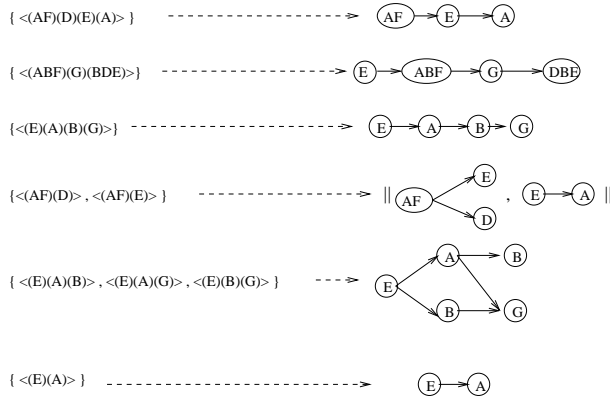 { <(AF)(D)(E)(A)> } AF E A
{ <(ABF)(G)(BDE)>} E ABF G DBE
{<(E)(A)(B)(G)>} E A B G
E
{<(AF)(D)> , <(AF)(E)> } || AF , E A ||
D
A B
{ <(E)(A)(B)> , <(E)(A)(G)> , <(E)(B)(G)> } E
B G
{ <(E)(A)> } E A